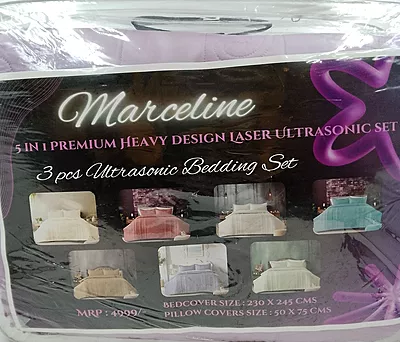 Marceline
5 in 1 Premium Heavy design Laser Ultrasonic set
3 pcs Ultrasonic Bedding Set
MRP : 4999/-
Bedcover size : 230 x 245 cms
Pillow covers size : 50 x 75 cms